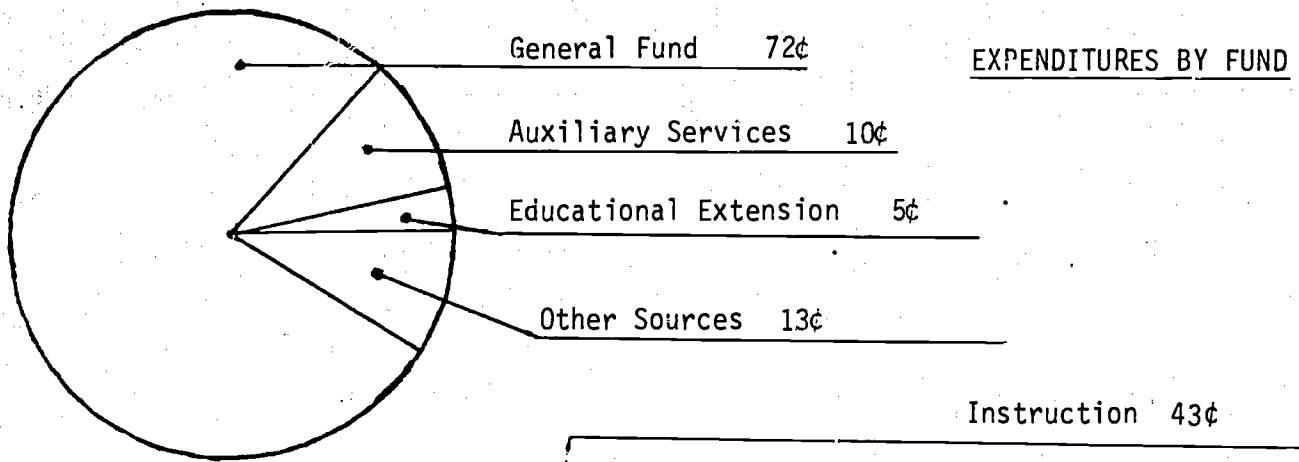 General Fund 72¢
EXPENDITURES BY FUND
Auxiliary Services 10¢
Educational Extension 5¢
Other Sources 13¢
Instruction 43¢